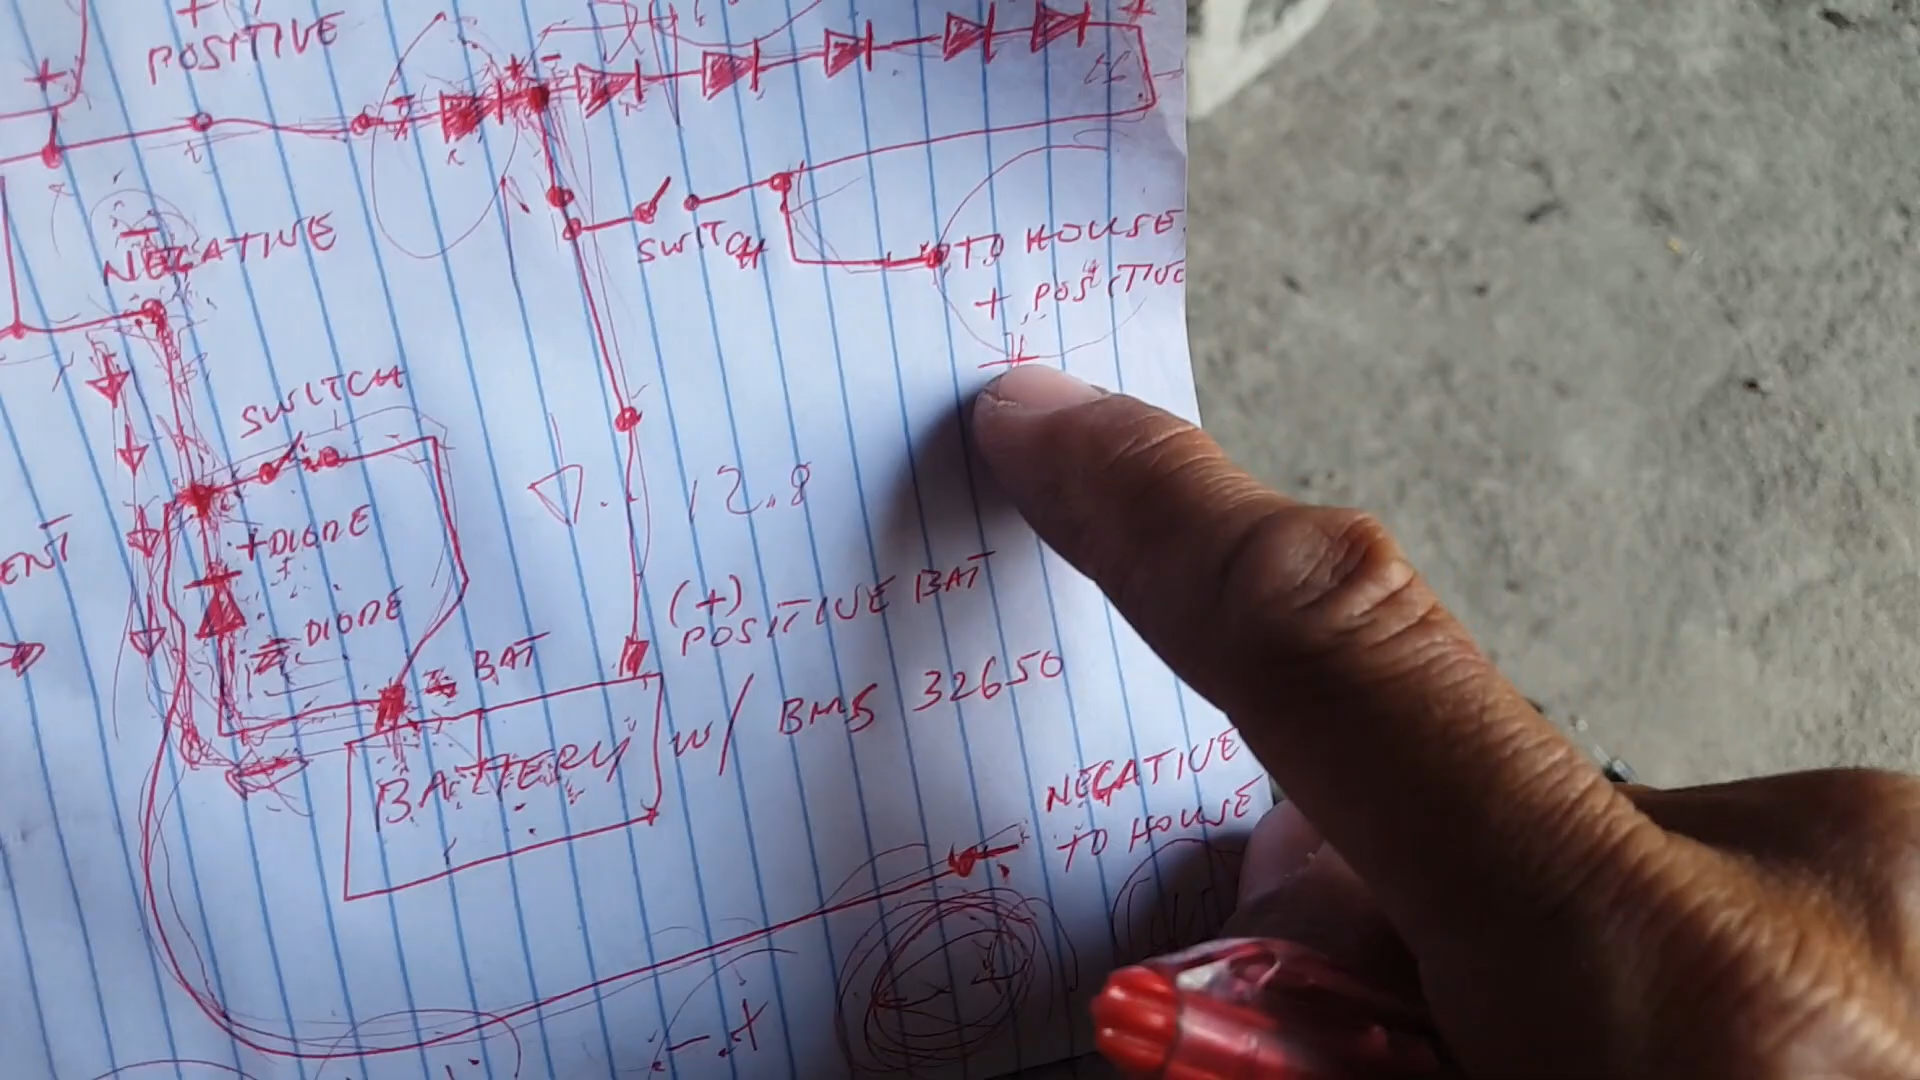 +
POSITIVE
+
-
+ -
NEGATIVE
SWITCH
TO HOUSE
+ POSITIVE
SWITCH
12.8
ENT
+DIODE
- DIODE
(+)
POSITIVE BAT
- BAT
BATTERY
W/ BMS 32650
NEGATIVE
TO HOUSE
- +